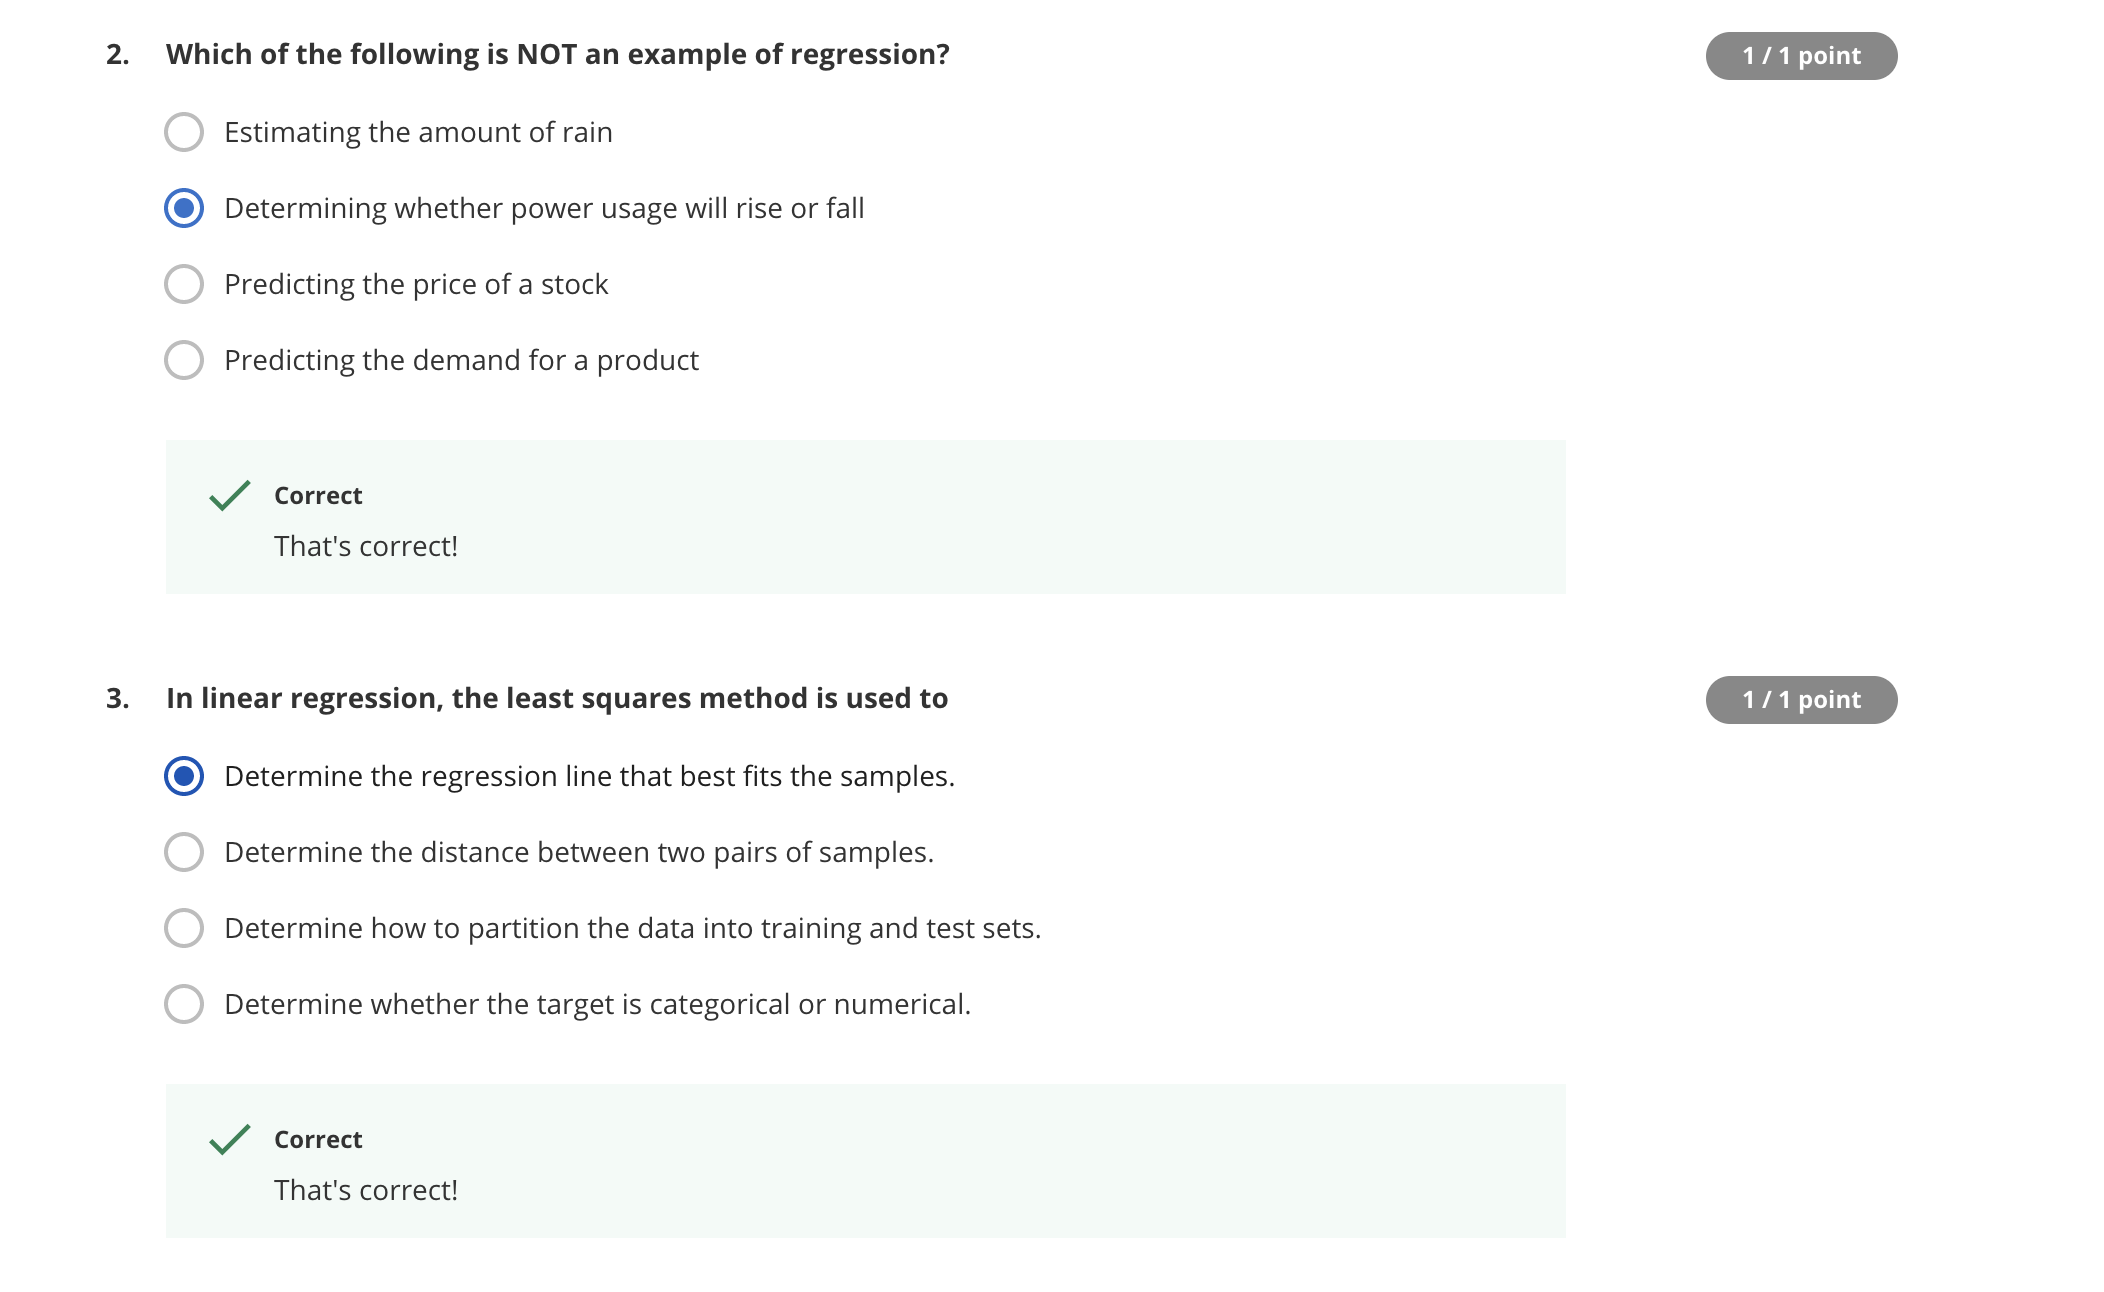 2. Which of the following is NOT an example of regression?
1 / 1 point
Estimating the amount of rain
Determining whether power usage will rise or fall
Predicting the price of a stock
Predicting the demand for a product
Correct
That's correct!
3. In linear regression, the least squares method is used to
1 / 1 point
Determine the regression line that best fits the samples.
Determine the distance between two pairs of samples.
Determine how to partition the data into training and test sets.
Determine whether the target is categorical or numerical.
Correct
That's correct!